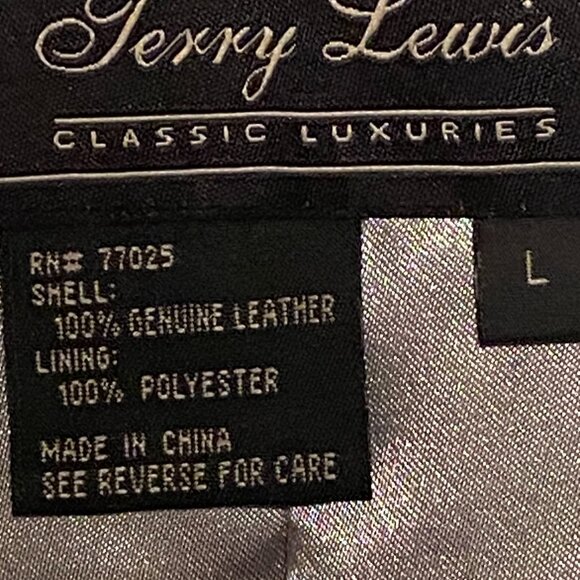 Terry Lewis
CLASSIC LUXURIES
RN# 77025
L
SHELL:
100% GENUINE LEATHER
LINING:
100% POLYESTER
MADE IN CHINA
SEE REVERSE FOR CARE